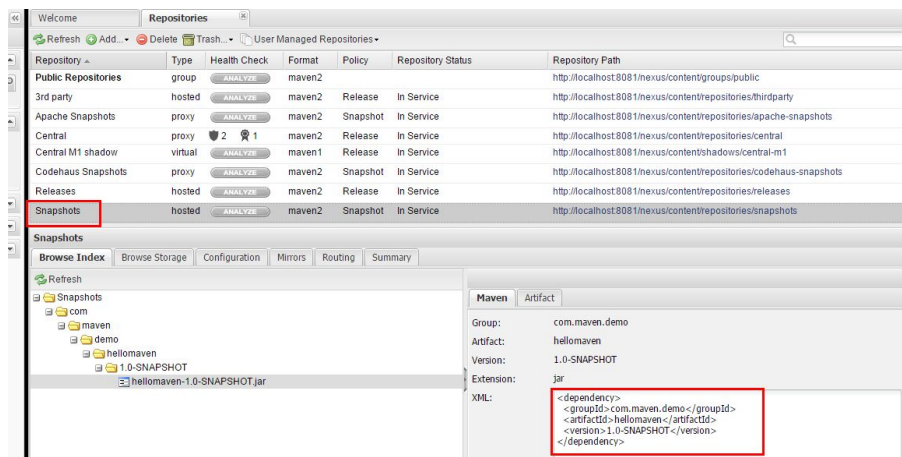 Welcome Repositories
Refresh Add... Delete Trash... User Managed Repositories
Repository Type Health Check Format Policy Repository Status Repository Path
Public Repositories group ANALYZE maven2 http://localhost:8081/nexus/content/groups/public
3rd party hosted ANALYZE maven2 Release In Service http://localhost:8081/nexus/content/repositories/thirdparty
Apache Snapshots proxy ANALYZE maven2 Snapshot In Service http://localhost:8081/nexus/content/repositories/apache-snapshots
Central proxy 2 1 maven2 Release In Service http://localhost:8081/nexus/content/repositories/central
Central M1 shadow virtual ANALYZE maven1 Release In Service http://localhost:8081/nexus/content/shadows/central-m1
Codehaus Snapshots proxy ANALYZE maven2 Snapshot In Service http://localhost:8081/nexus/content/repositories/codehaus-snapshots
Releases hosted ANALYZE maven2 Release In Service http://localhost:8081/nexus/content/repositories/releases
Snapshots hosted ANALYZE maven2 Snapshot In Service http://localhost:8081/nexus/content/repositories/snapshots
Snapshots
Browse Index Browse Storage Configuration Mirrors Routing Summary
Refresh
Snapshots
com
maven
demo
hellomaven
1.0-SNAPSHOT
hellomaven-1.0-SNAPSHOT.jar
Maven Artifact
Group: com.maven.demo
Artifact: hellomaven
Version: 1.0-SNAPSHOT
Extension: jar
XML: <dependency>
<groupId>com.maven.demo</groupId>
<artifactId>hellomaven</artifactId>
<version>1.0-SNAPSHOT</version>
</dependency>